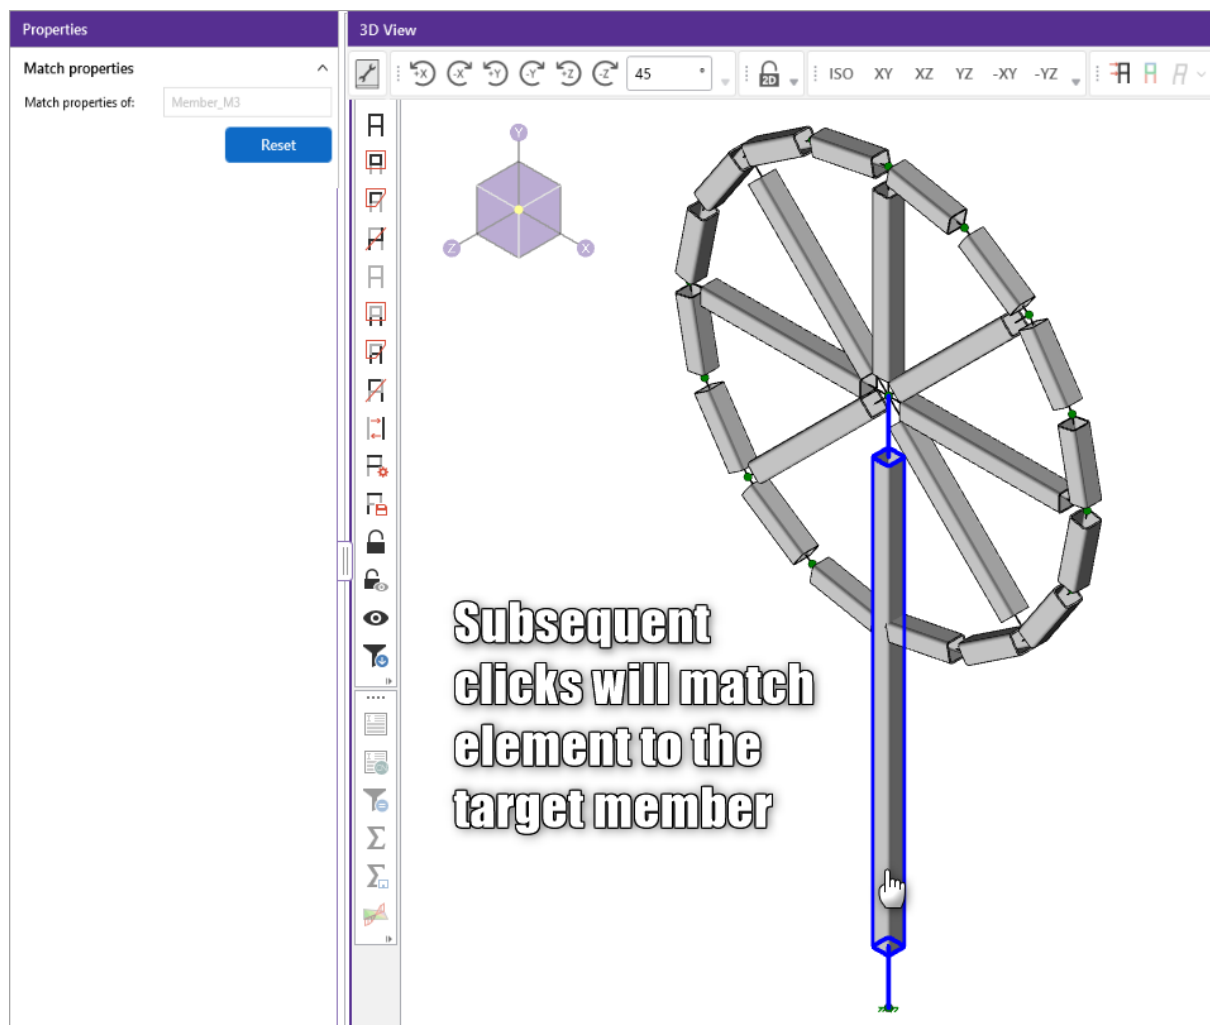 Properties
3D View
Match properties
Match properties of: Member_M3
Reset
+X -X +Y -Y +Z -Z 45 ° 2D ISO XY XZ YZ -XY -YZ
Y
Z X
Subsequent
clicks will match
element to the
target member